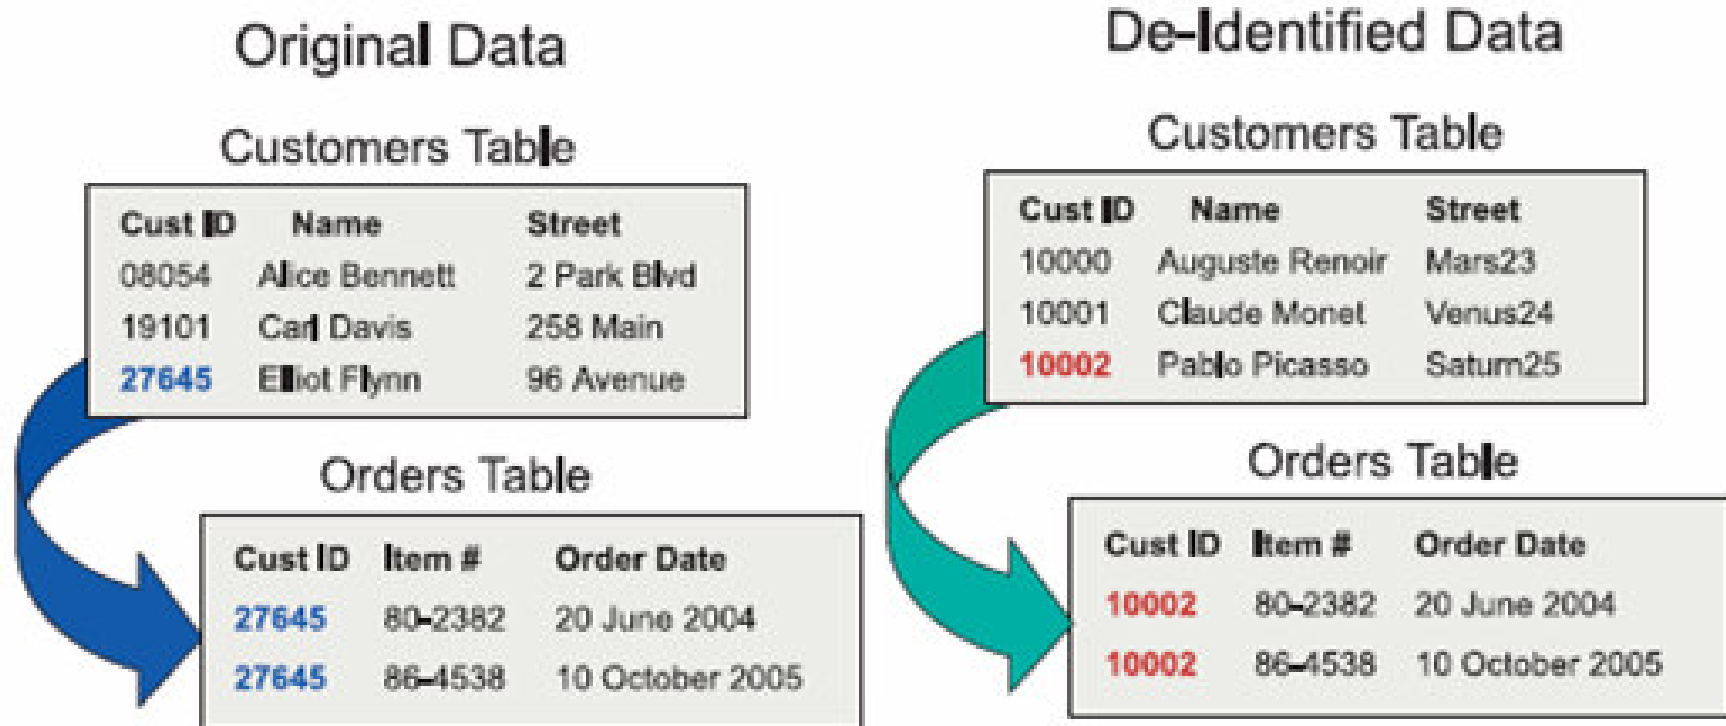 Original Data
Customers Table
Cust ID Name Street
08054 Alice Bennett 2 Park Blvd
19101 Carl Davis 258 Main
27645 Elliot Flynn 96 Avenue
Orders Table
Cust ID Item # Order Date
27645 80-2382 20 June 2004
27645 86-4538 10 October 2005
De-Identified Data
Customers Table
Cust ID Name Street
10000 Auguste Renoir Mars23
10001 Claude Monet Venus24
10002 Pablo Picasso Saturn25
Orders Table
Cust ID Item # Order Date
10002 80-2382 20 June 2004
10002 86-4538 10 October 2005